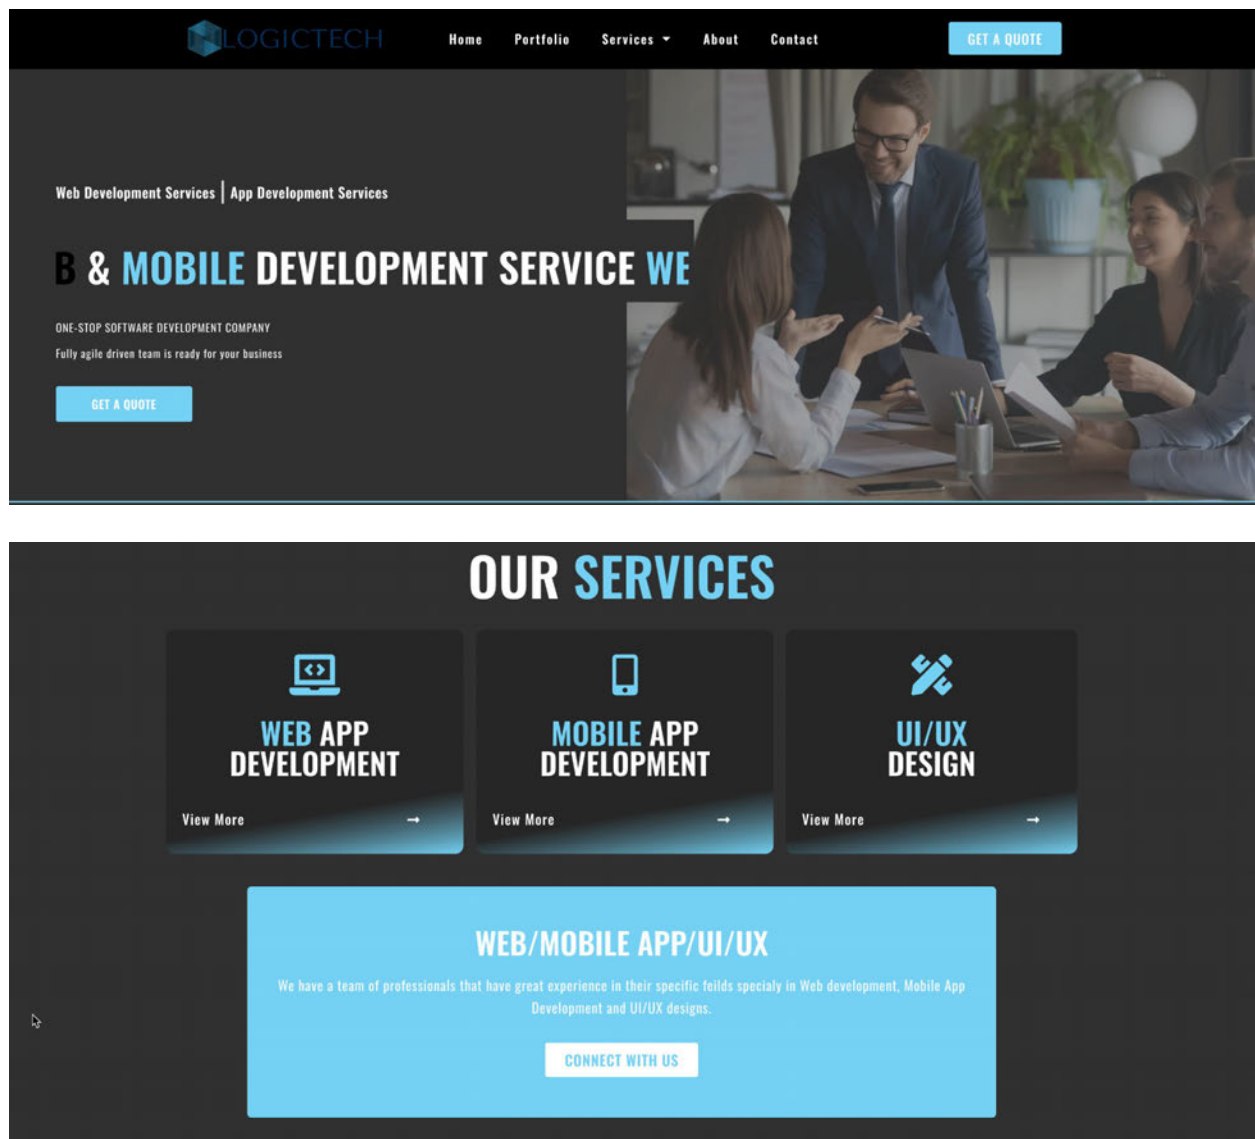 LOGICTECH
Home Portfolio Services About Contact
GET A QUOTE
Web Development Services | App Development Services
B & MOBILE DEVELOPMENT SERVICE WE
ONE-STOP SOFTWARE DEVELOPMENT COMPANY
Fully agile driven team is ready for your business
GET A QUOTE
OUR SERVICES
WEB APP
DEVELOPMENT
View More →
MOBILE APP
DEVELOPMENT
View More →
UI/UX
DESIGN
View More →
WEB/MOBILE APP/UI/UX
We have a team of professionals that have great experience in their specific feilds specialy in Web development, Mobile App
Development and UI/UX designs.
CONNECT WITH US